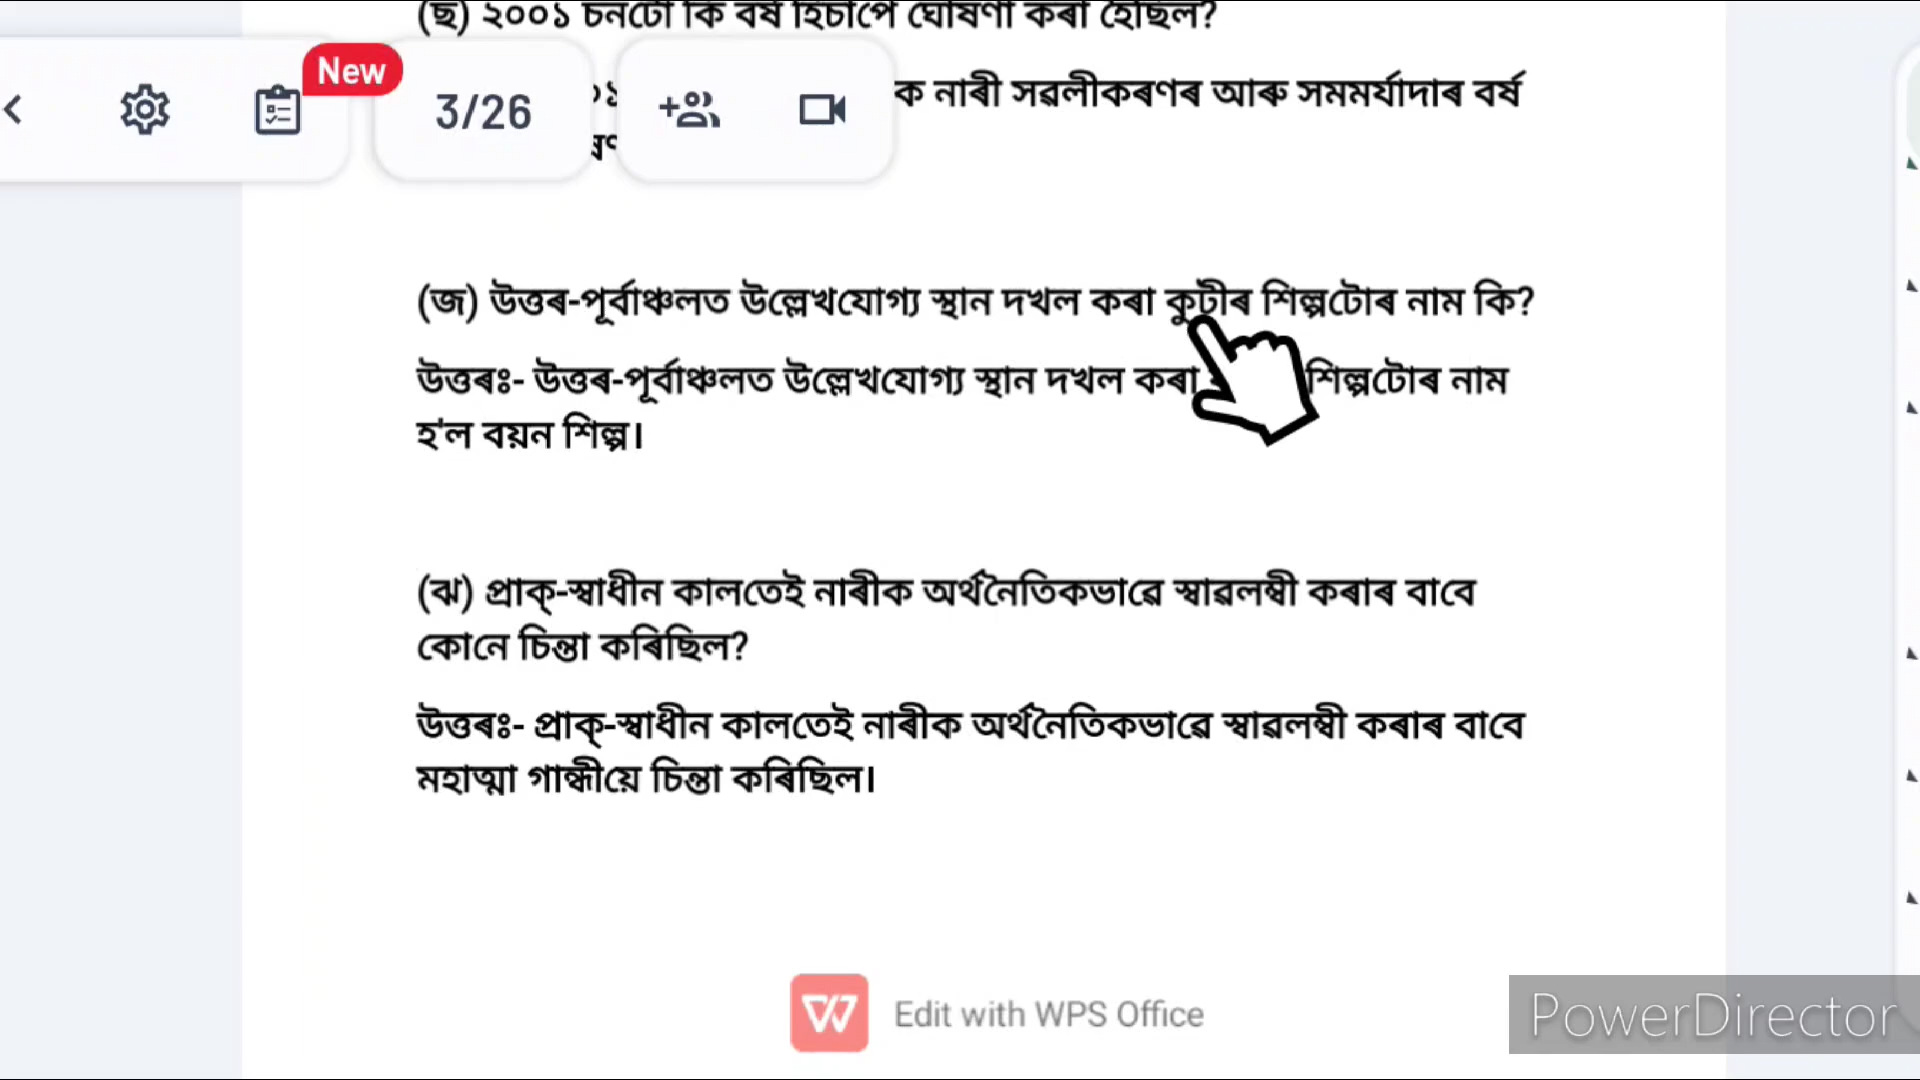 (ছ) ২০০১ চনটো কি বৰ্ষ হিচাপে ঘোষণা কৰা হৈছিল?
New
3/26
ক নাৰী সৱলীকৰণৰ আৰু সমমৰ্যাদাৰ বৰ্ষ
(জ) উত্তৰ-পূৰ্বাঞ্চলত উল্লেখযোগ্য স্থান দখল কৰা কুটীৰ শিল্পটোৰ নাম কি?
উত্তৰঃ- উত্তৰ-পূৰ্বাঞ্চলত উল্লেখযোগ্য স্থান দখল কৰা শিল্পটোৰ নাম
হ'ল বয়ন শিল্প।
(ঝ) প্ৰাক্-স্বাধীন কালতেই নাৰীক অৰ্থনৈতিকভাৱে স্বাৱলম্বী কৰাৰ বাবে
কোনে চিন্তা কৰিছিল?
উত্তৰঃ- প্ৰাক্-স্বাধীন কালতেই নাৰীক অৰ্থনৈতিকভাৱে স্বাৱলম্বী কৰাৰ বাবে
মহাত্মা গান্ধীয়ে চিন্তা কৰিছিল।
Edit with WPS Office
PowerDirector